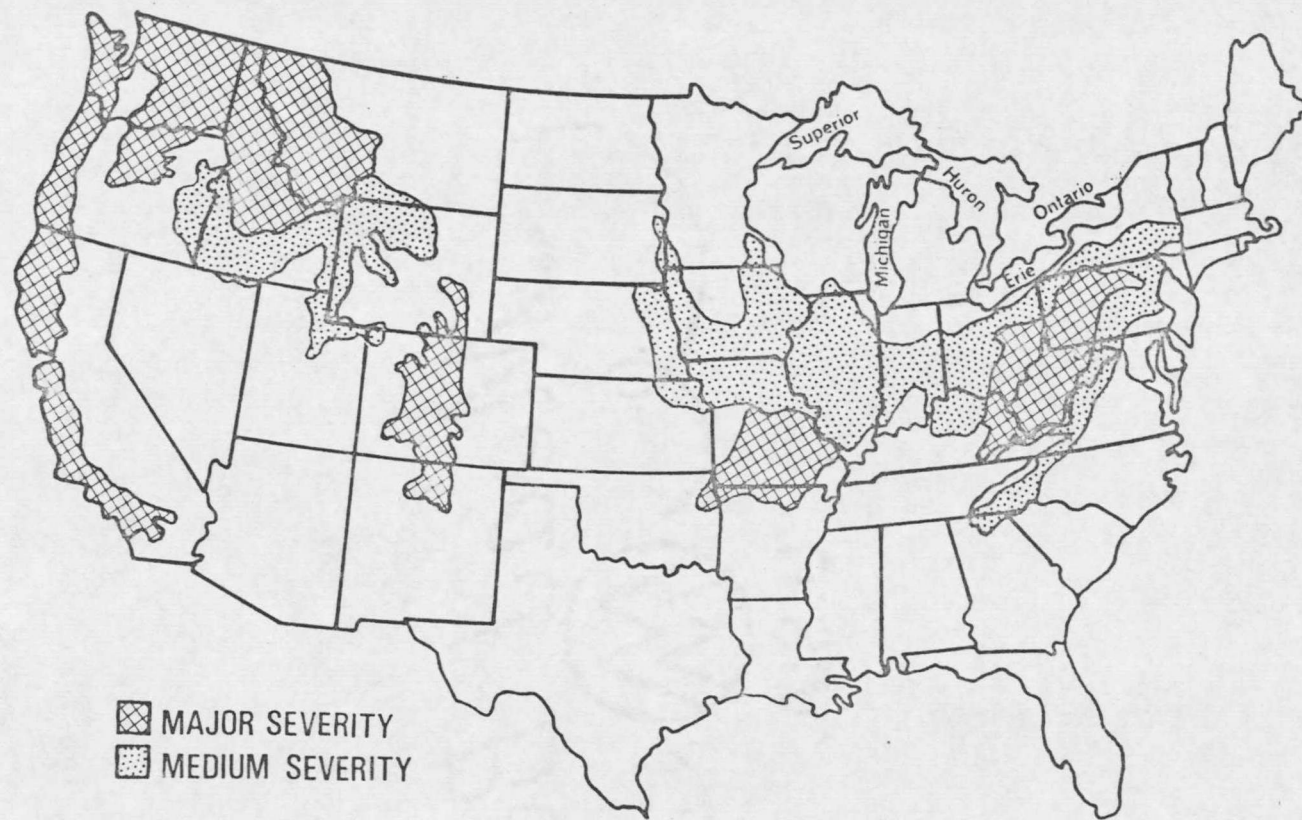 Superior
Michigan
Huron
Ontario
Erie
MAJOR SEVERITY
MEDIUM SEVERITY